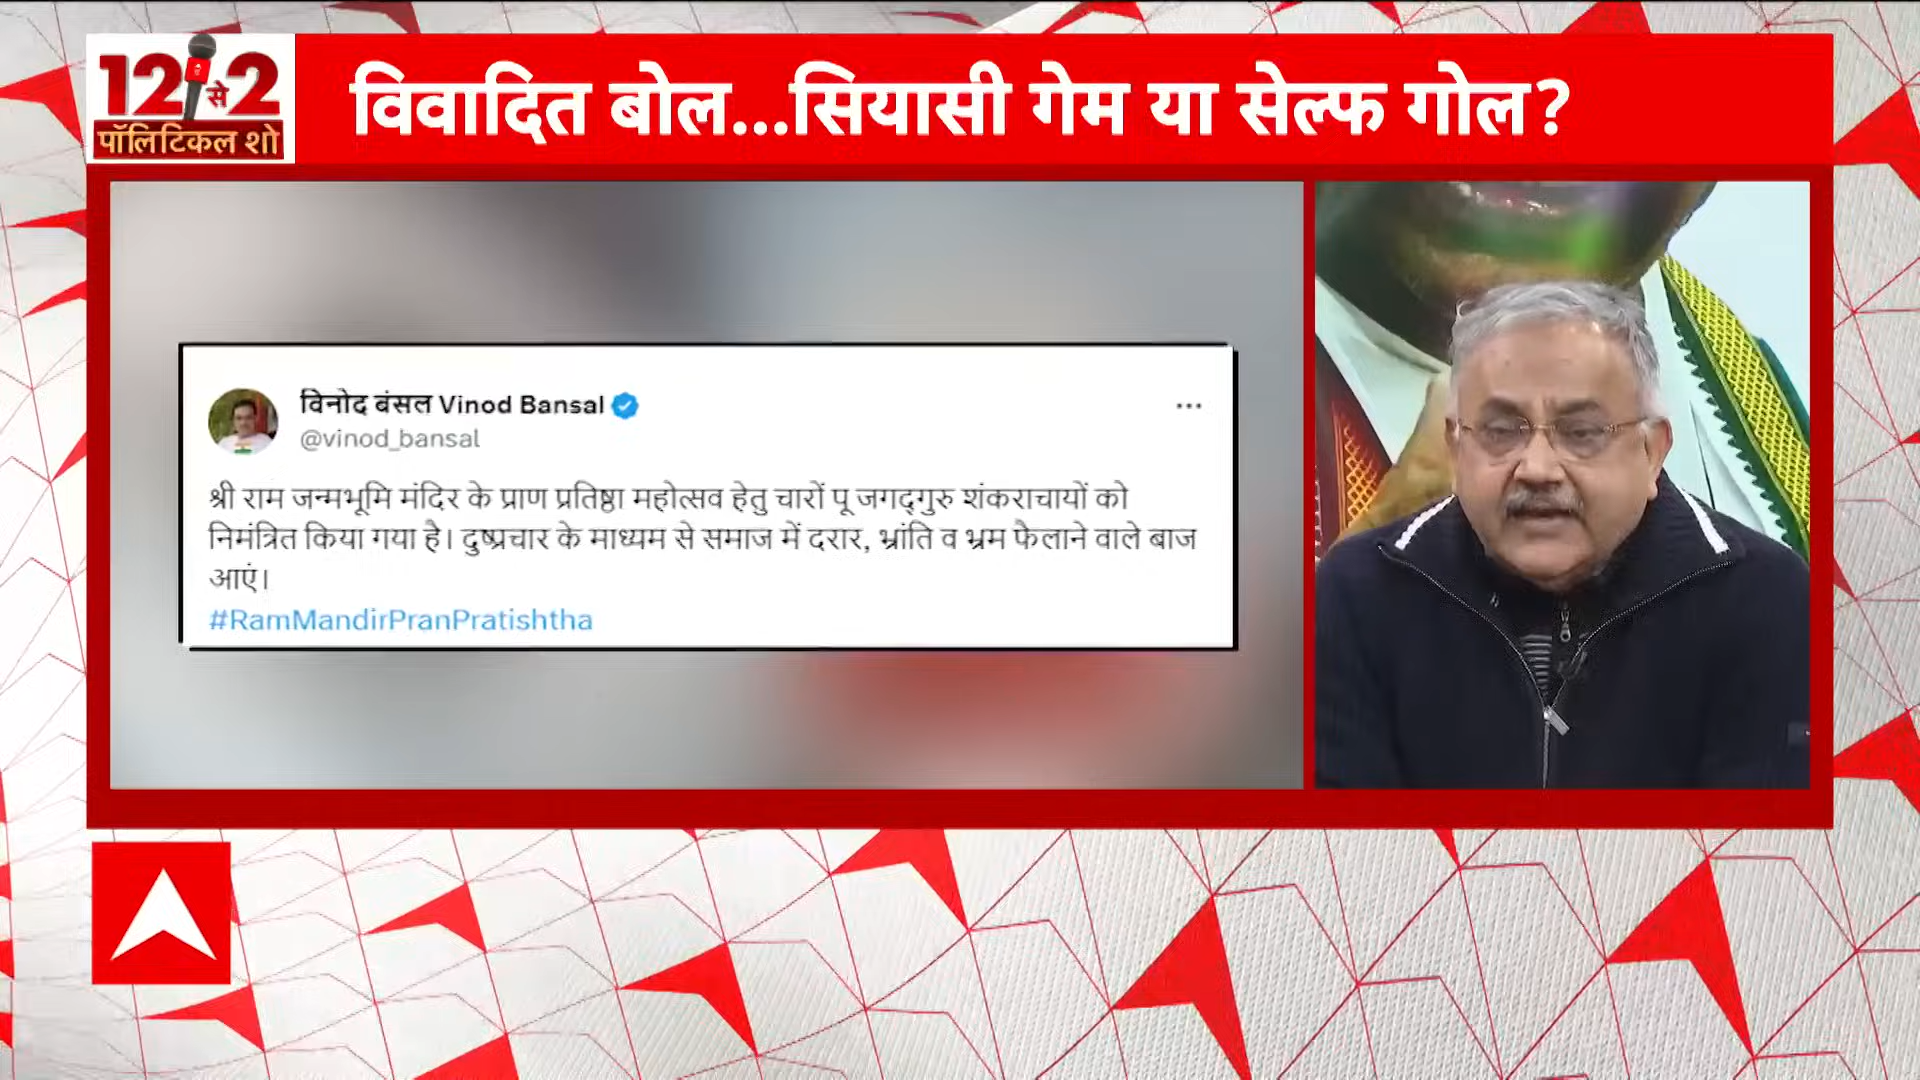 12 से 2
पॉलिटिकल शो
विवादित बोल...सियासी गेम या सेल्फ गोल?
विनोद बंसल Vinod Bansal
@vinod_bansal
श्री राम जन्मभूमि मंदिर के प्राण प्रतिष्ठा महोत्सव हेतु चारों पू जगद्गुरु शंकराचार्यों को
निमंत्रित किया गया है। दुष्प्रचार के माध्यम से समाज में दरार, भ्रांति व भ्रम फैलाने वाले बाज
आएं।
#RamMandirPranPratishtha